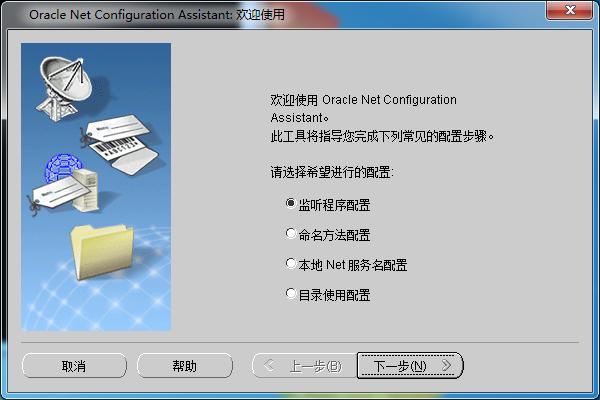 Oracle Net Configuration Assistant: 欢迎使用
欢迎使用 Oracle Net Configuration
Assistant。
此工具将指导您完成下列常见的配置步骤。
请选择希望进行的配置:
监听程序配置
命名方法配置
本地 Net 服务名配置
目录使用配置
取消
帮助
上一步(B)
下一步(N)